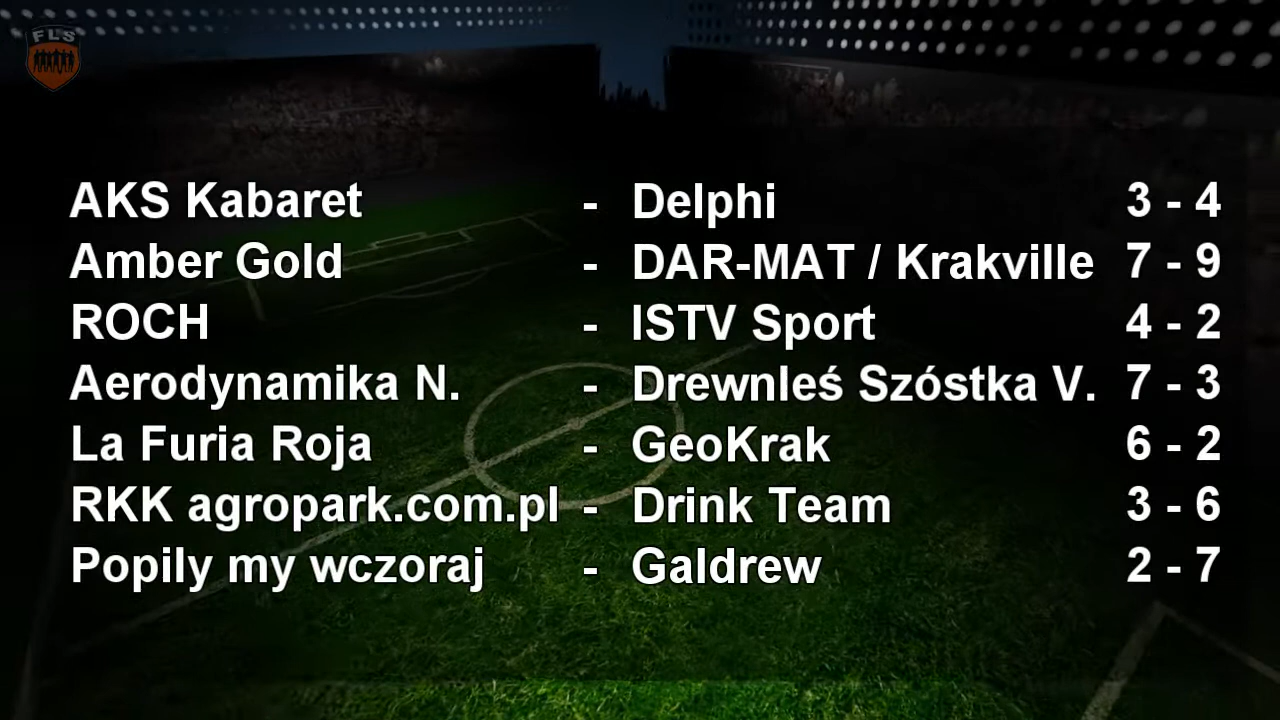 FLS
AKS Kabaret - Delphi 3 - 4
Amber Gold - DAR-MAT / Krakville 7 - 9
ROCH - ISTV Sport 4 - 2
Aerodynamika N. - Drewnleś Szóstka V. 7 - 3
La Furia Roja - GeoKrak 6 - 2
RKK agropark.com.pl - Drink Team 3 - 6
Popily my wczoraj - Galdrew 2 - 7